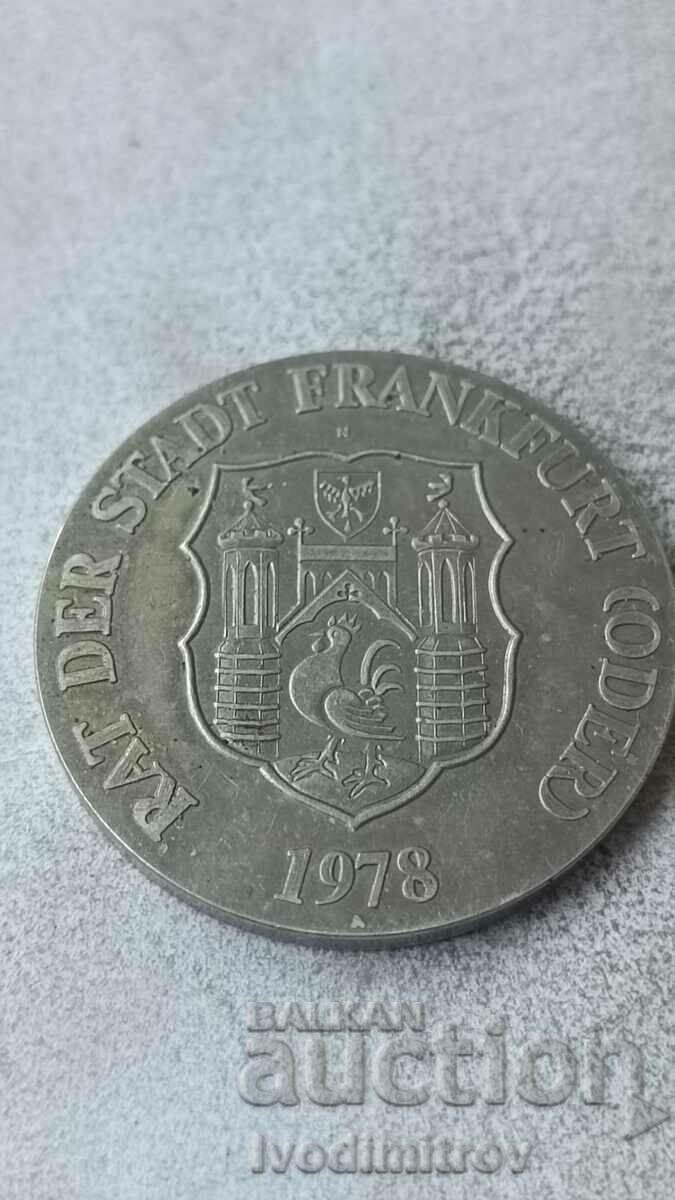 RAT DER STADT FRANKFURT (ODER)
N
1978
A
BALKAN
auction
Ivodimitrov